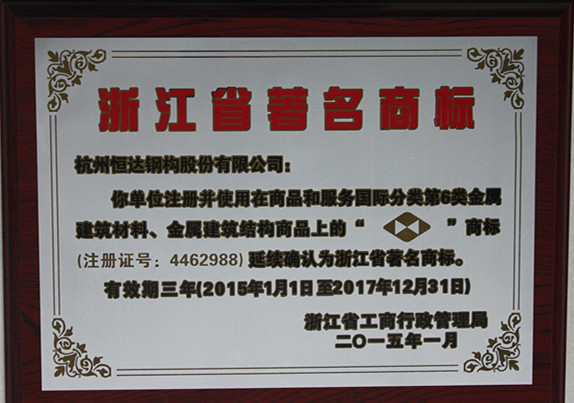 浙江省著名商标
杭州恒达钢构股份有限公司：
你单位注册并使用在商品和服务国际分类第6类金属
建筑材料、金属建筑结构商品上的“ ”商标
(注册证号：4462988) 延续确认为浙江省著名商标。
有效期三年(2015年1月1日至2017年12月31日)
浙江省工商行政管理局
二〇一五年一月